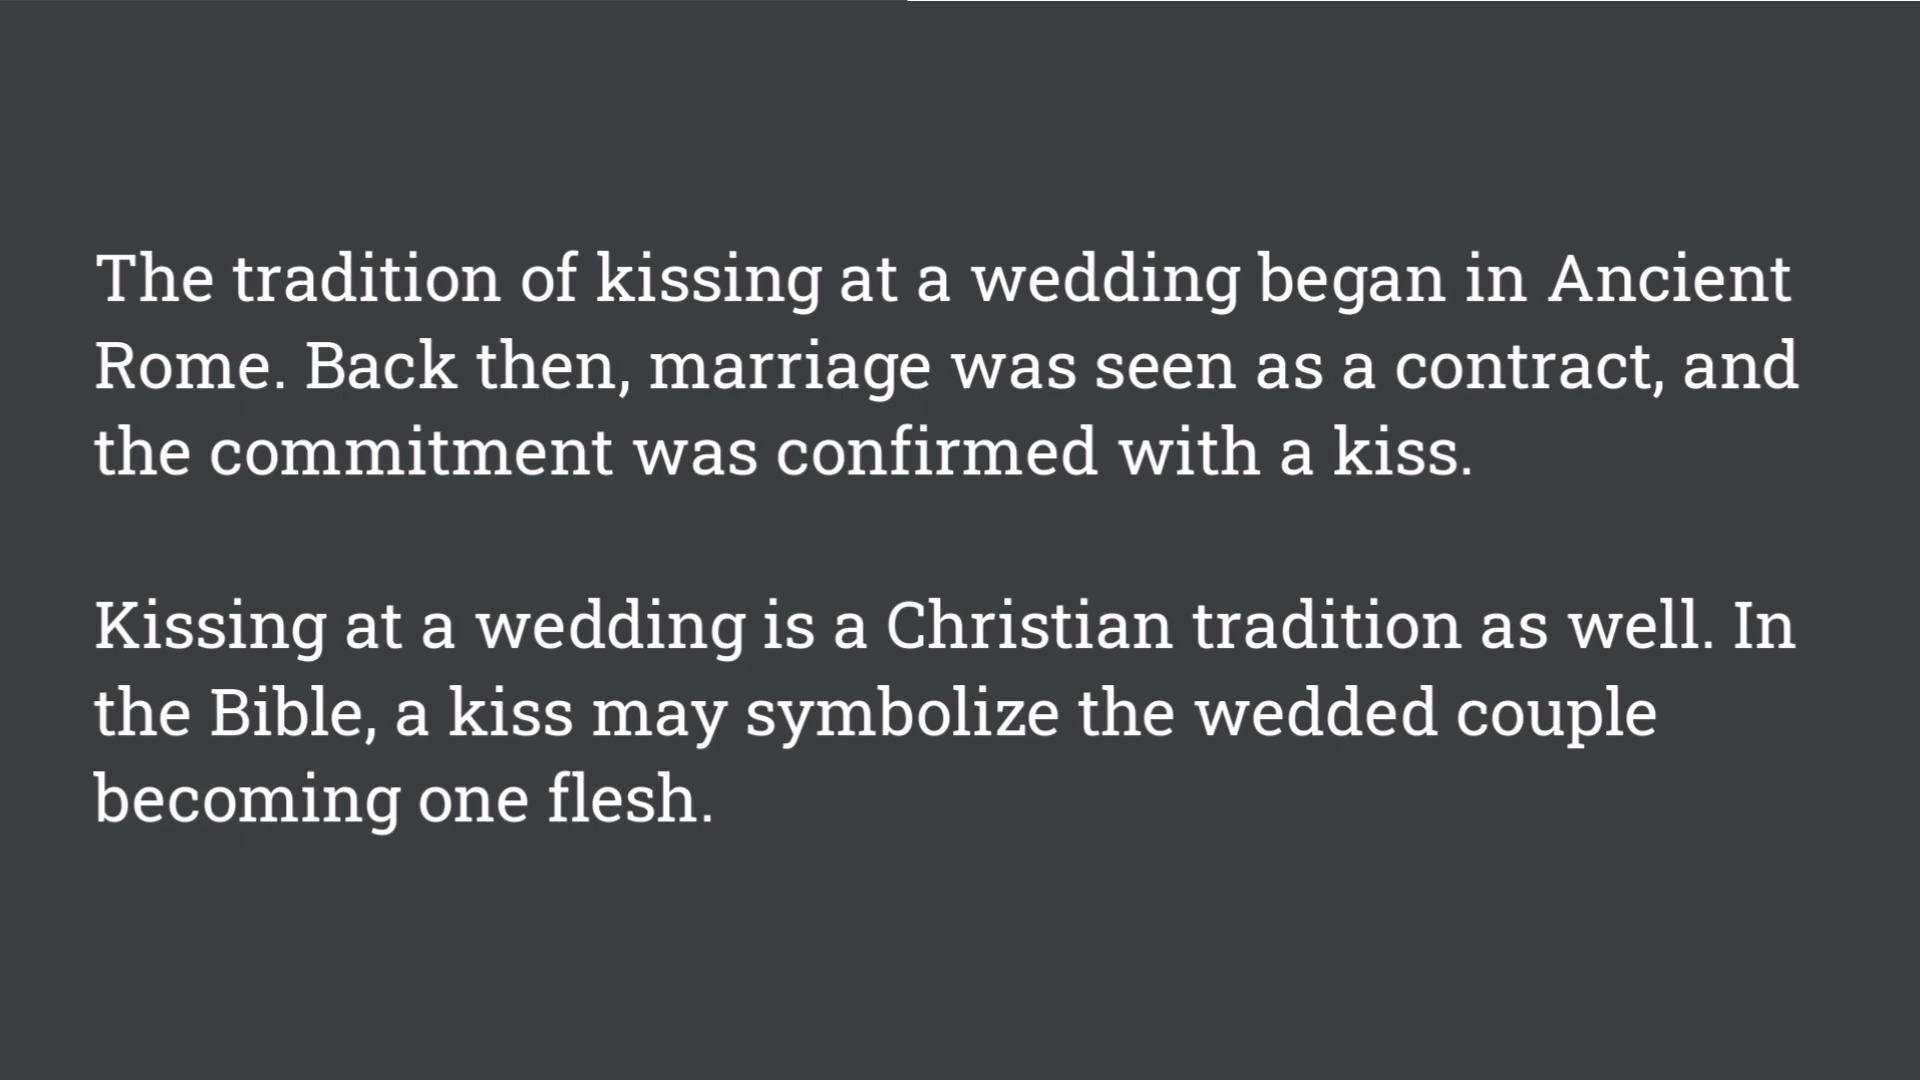 The tradition of kissing at a wedding began in Ancient
Rome. Back then, marriage was seen as a contract, and
the commitment was confirmed with a kiss.
Kissing at a wedding is a Christian tradition as well. In
the Bible, a kiss may symbolize the wedded couple
becoming one flesh.